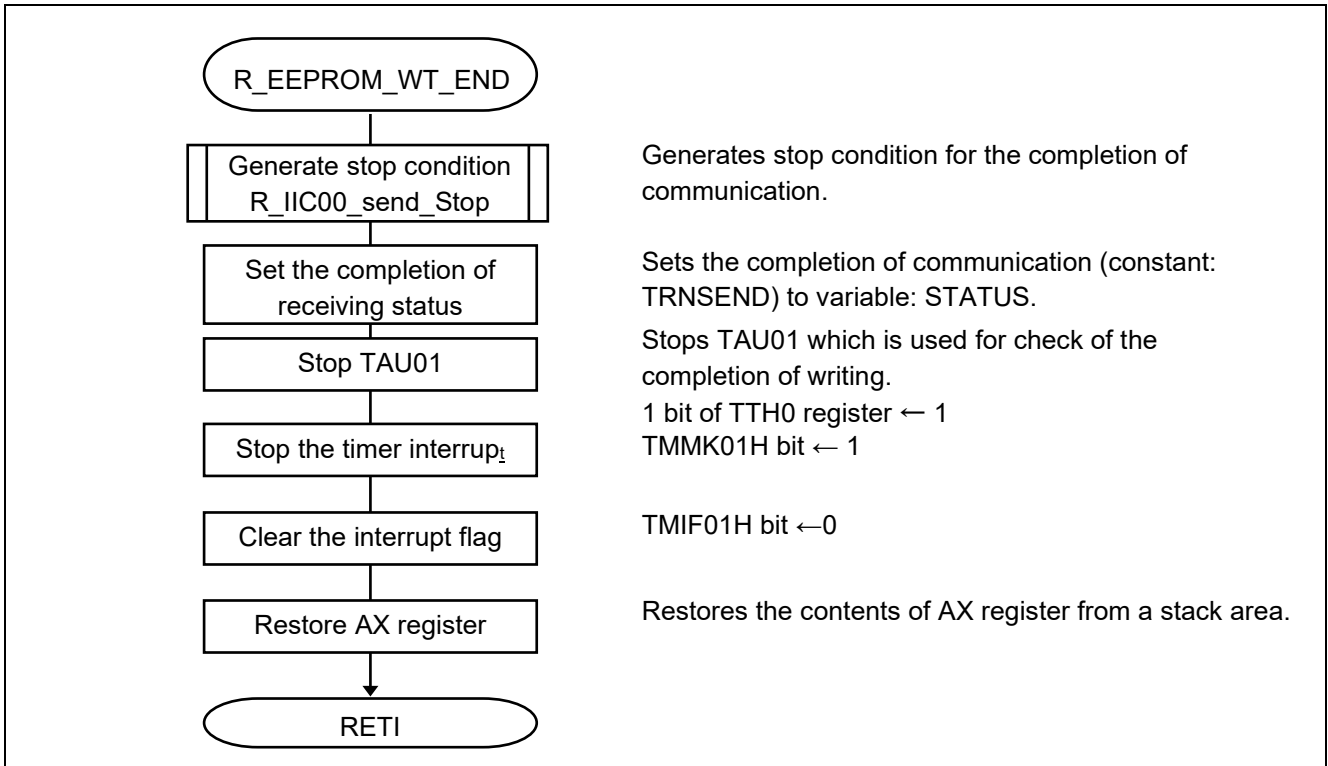 R_EEPROM_WT_END
Generate stop condition
R_IIC00_send_Stop
Generates stop condition for the completion of
communication.
Set the completion of
receiving status
Sets the completion of communication (constant:
TRNSEND) to variable: STATUS.
Stop TAU01
Stops TAU01 which is used for check of the
completion of writing.
1 bit of TTH0 register ← 1
Stop the timer interrupt
TMMK01H bit ← 1
Clear the interrupt flag
TMIF01H bit ←0
Restore AX register
Restores the contents of AX register from a stack area.
RETI